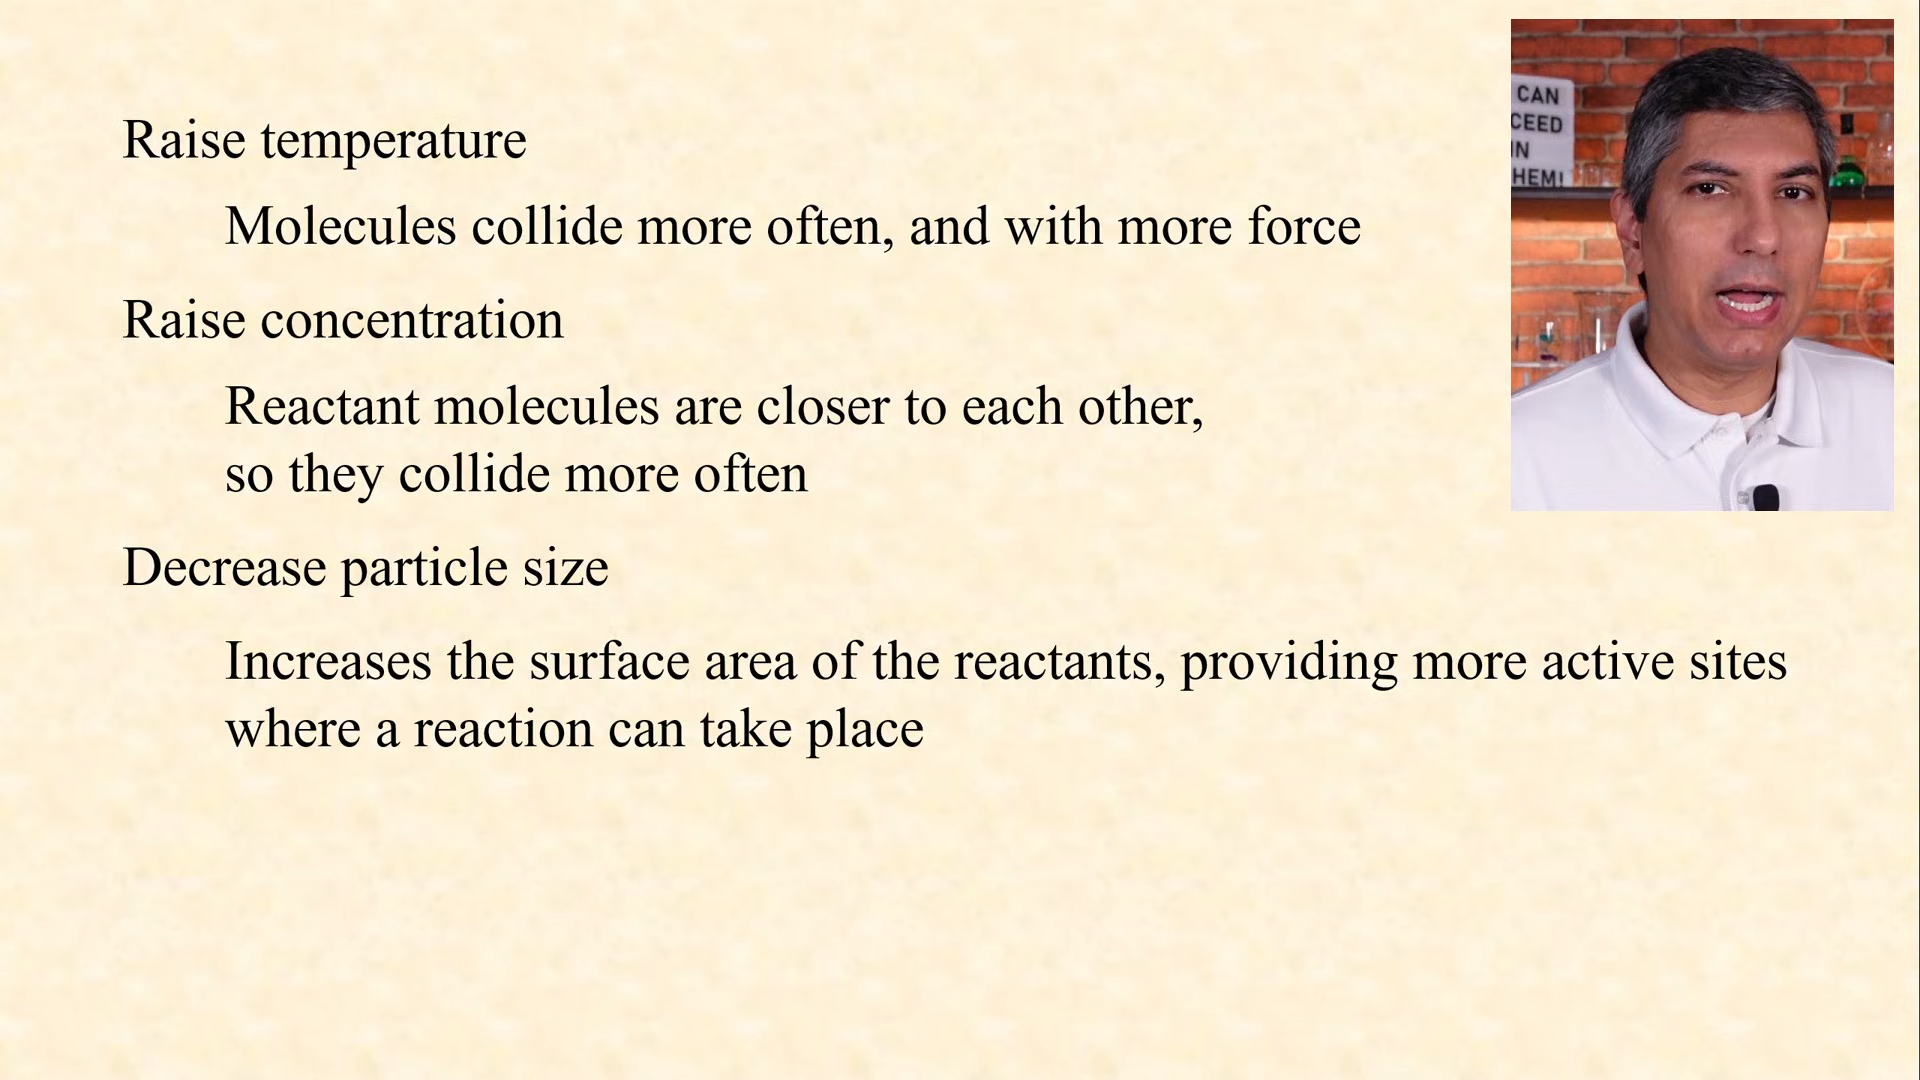 Raise temperature
Molecules collide more often, and with more force
Raise concentration
Reactant molecules are closer to each other,
so they collide more often
Decrease particle size
Increases the surface area of the reactants, providing more active sites
where a reaction can take place
CAN
CEED
IN
HEM!